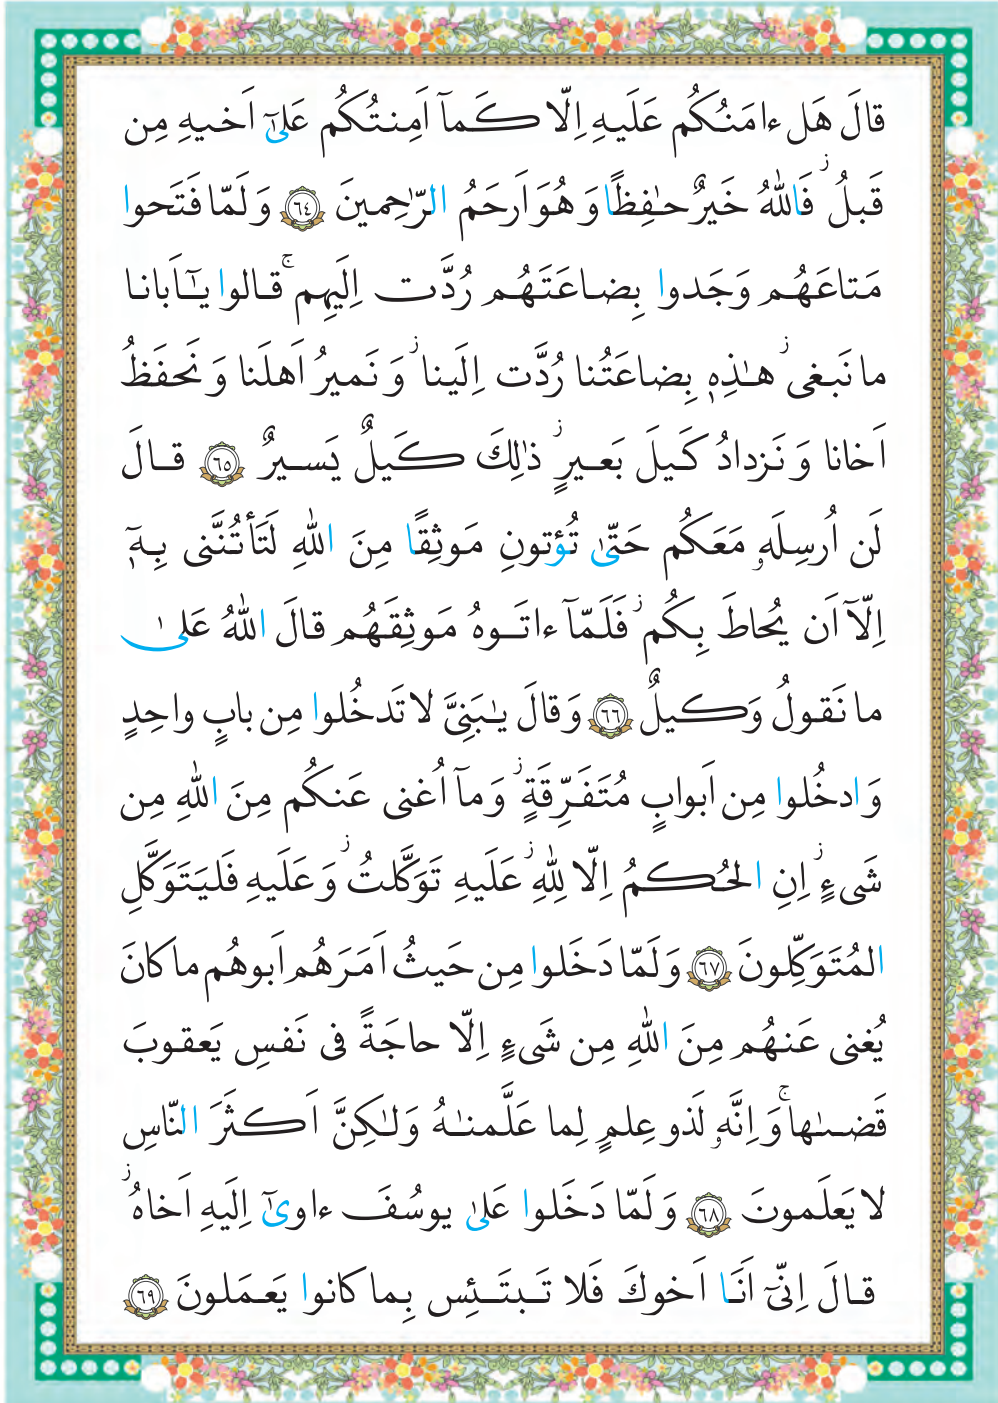 قالَ هَل ءامَنُكُم عَلَيهِ اِلّا كَمآ اَمِنتُكُم عَلىٰٓ اَخيهِ مِن
قَبلُ ۖ فَاللّٰهُ خَيرٌ حٰفِظًا وَ هُوَ اَرحَمُ الرّٰحِمينَ ﴿٦٤﴾ وَ لَمّا فَتَحوا
مَتاعَهُم وَجَدوا بِضاعَتَهُم رُدَّت اِلَيهِم ۚ قالوا يٰٓاَبانا
ما نَبغى ۖ هٰذِهٖ بِضاعَتُنا رُدَّت اِلَينا ۖ وَ نَميرُ اَهلَنا وَ نَحفَظُ
اَخانا وَ نَزدادُ كَيلَ بَعيرٍ ۖ ذٰلِكَ كَيلٌ يَسيرٌ ﴿٦٥﴾ قالَ
لَن اُرسِلَهٗ مَعَكُم حَتّىٰ تُؤتونِ مَوثِقًا مِنَ اللّٰهِ لَتَأتُنَّنى بِهٖٓ
اِلّآ اَن يُحاطَ بِكُم ۖ فَلَمّآ ءاتَوهُ مَوثِقَهُم قالَ اللّٰهُ عَلىٰ
ما نَقولُ وَكيلٌ ﴿٦٦﴾ وَ قالَ يٰبَنِىَّ لا تَدخُلوا مِن بابٍ واحِدٍ
وَ ادخُلوا مِن اَبوابٍ مُتَفَرِّقَةٍ ۖ وَ مآ اُغنى عَنكُم مِنَ اللّٰهِ مِن
شَىءٍ ۖ اِنِ الحُكمُ اِلّا لِلّٰهِ ۖ عَلَيهِ تَوَكَّلتُ ۖ وَ عَلَيهِ فَليَتَوَكَّلِ
المُتَوَكِّلونَ ﴿٦٧﴾ وَ لَمّا دَخَلوا مِن حَيثُ اَمَرَهُم اَبوهُم ما كانَ
يُغنى عَنهُم مِنَ اللّٰهِ مِن شَىءٍ اِلّا حاجَةً فى نَفسِ يَعقوبَ
قَضىٰها ۚ وَ اِنَّهٗ لَذو عِلمٍ لِما عَلَّمنٰهُ وَ لٰكِنَّ اَكثَرَ النّاسِ
لا يَعلَمونَ ﴿٦٨﴾ وَ لَمّا دَخَلوا عَلىٰ يوسُفَ ءاوىٰٓ اِلَيهِ اَخاهُ ۖ
قالَ اِنّىٓ اَنَا اَخوكَ فَلا تَبتَئِس بِما كانوا يَعمَلونَ ﴿٦٩﴾